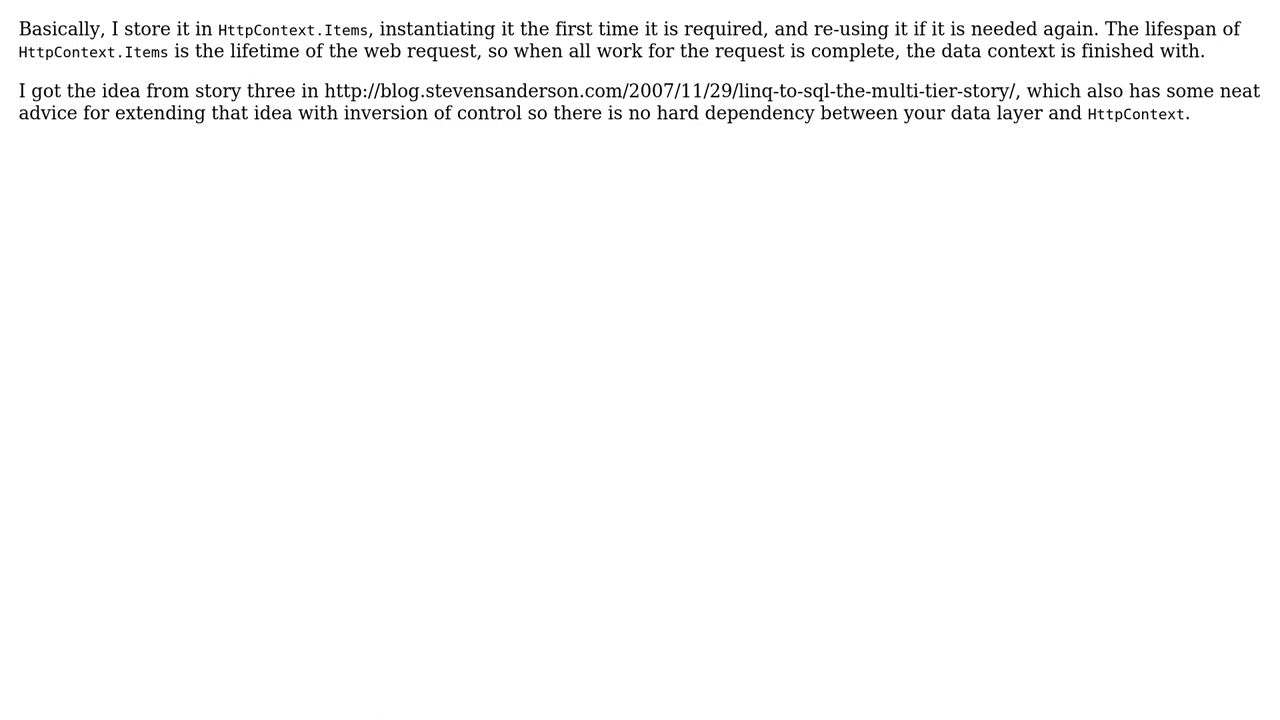 Basically, I store it in HttpContext.Items, instantiating it the first time it is required, and re-using it if it is needed again. The lifespan of
HttpContext.Items is the lifetime of the web request, so when all work for the request is complete, the data context is finished with.
I got the idea from story three in http://blog.stevensanderson.com/2007/11/29/linq-to-sql-the-multi-tier-story/, which also has some neat
advice for extending that idea with inversion of control so there is no hard dependency between your data layer and HttpContext.